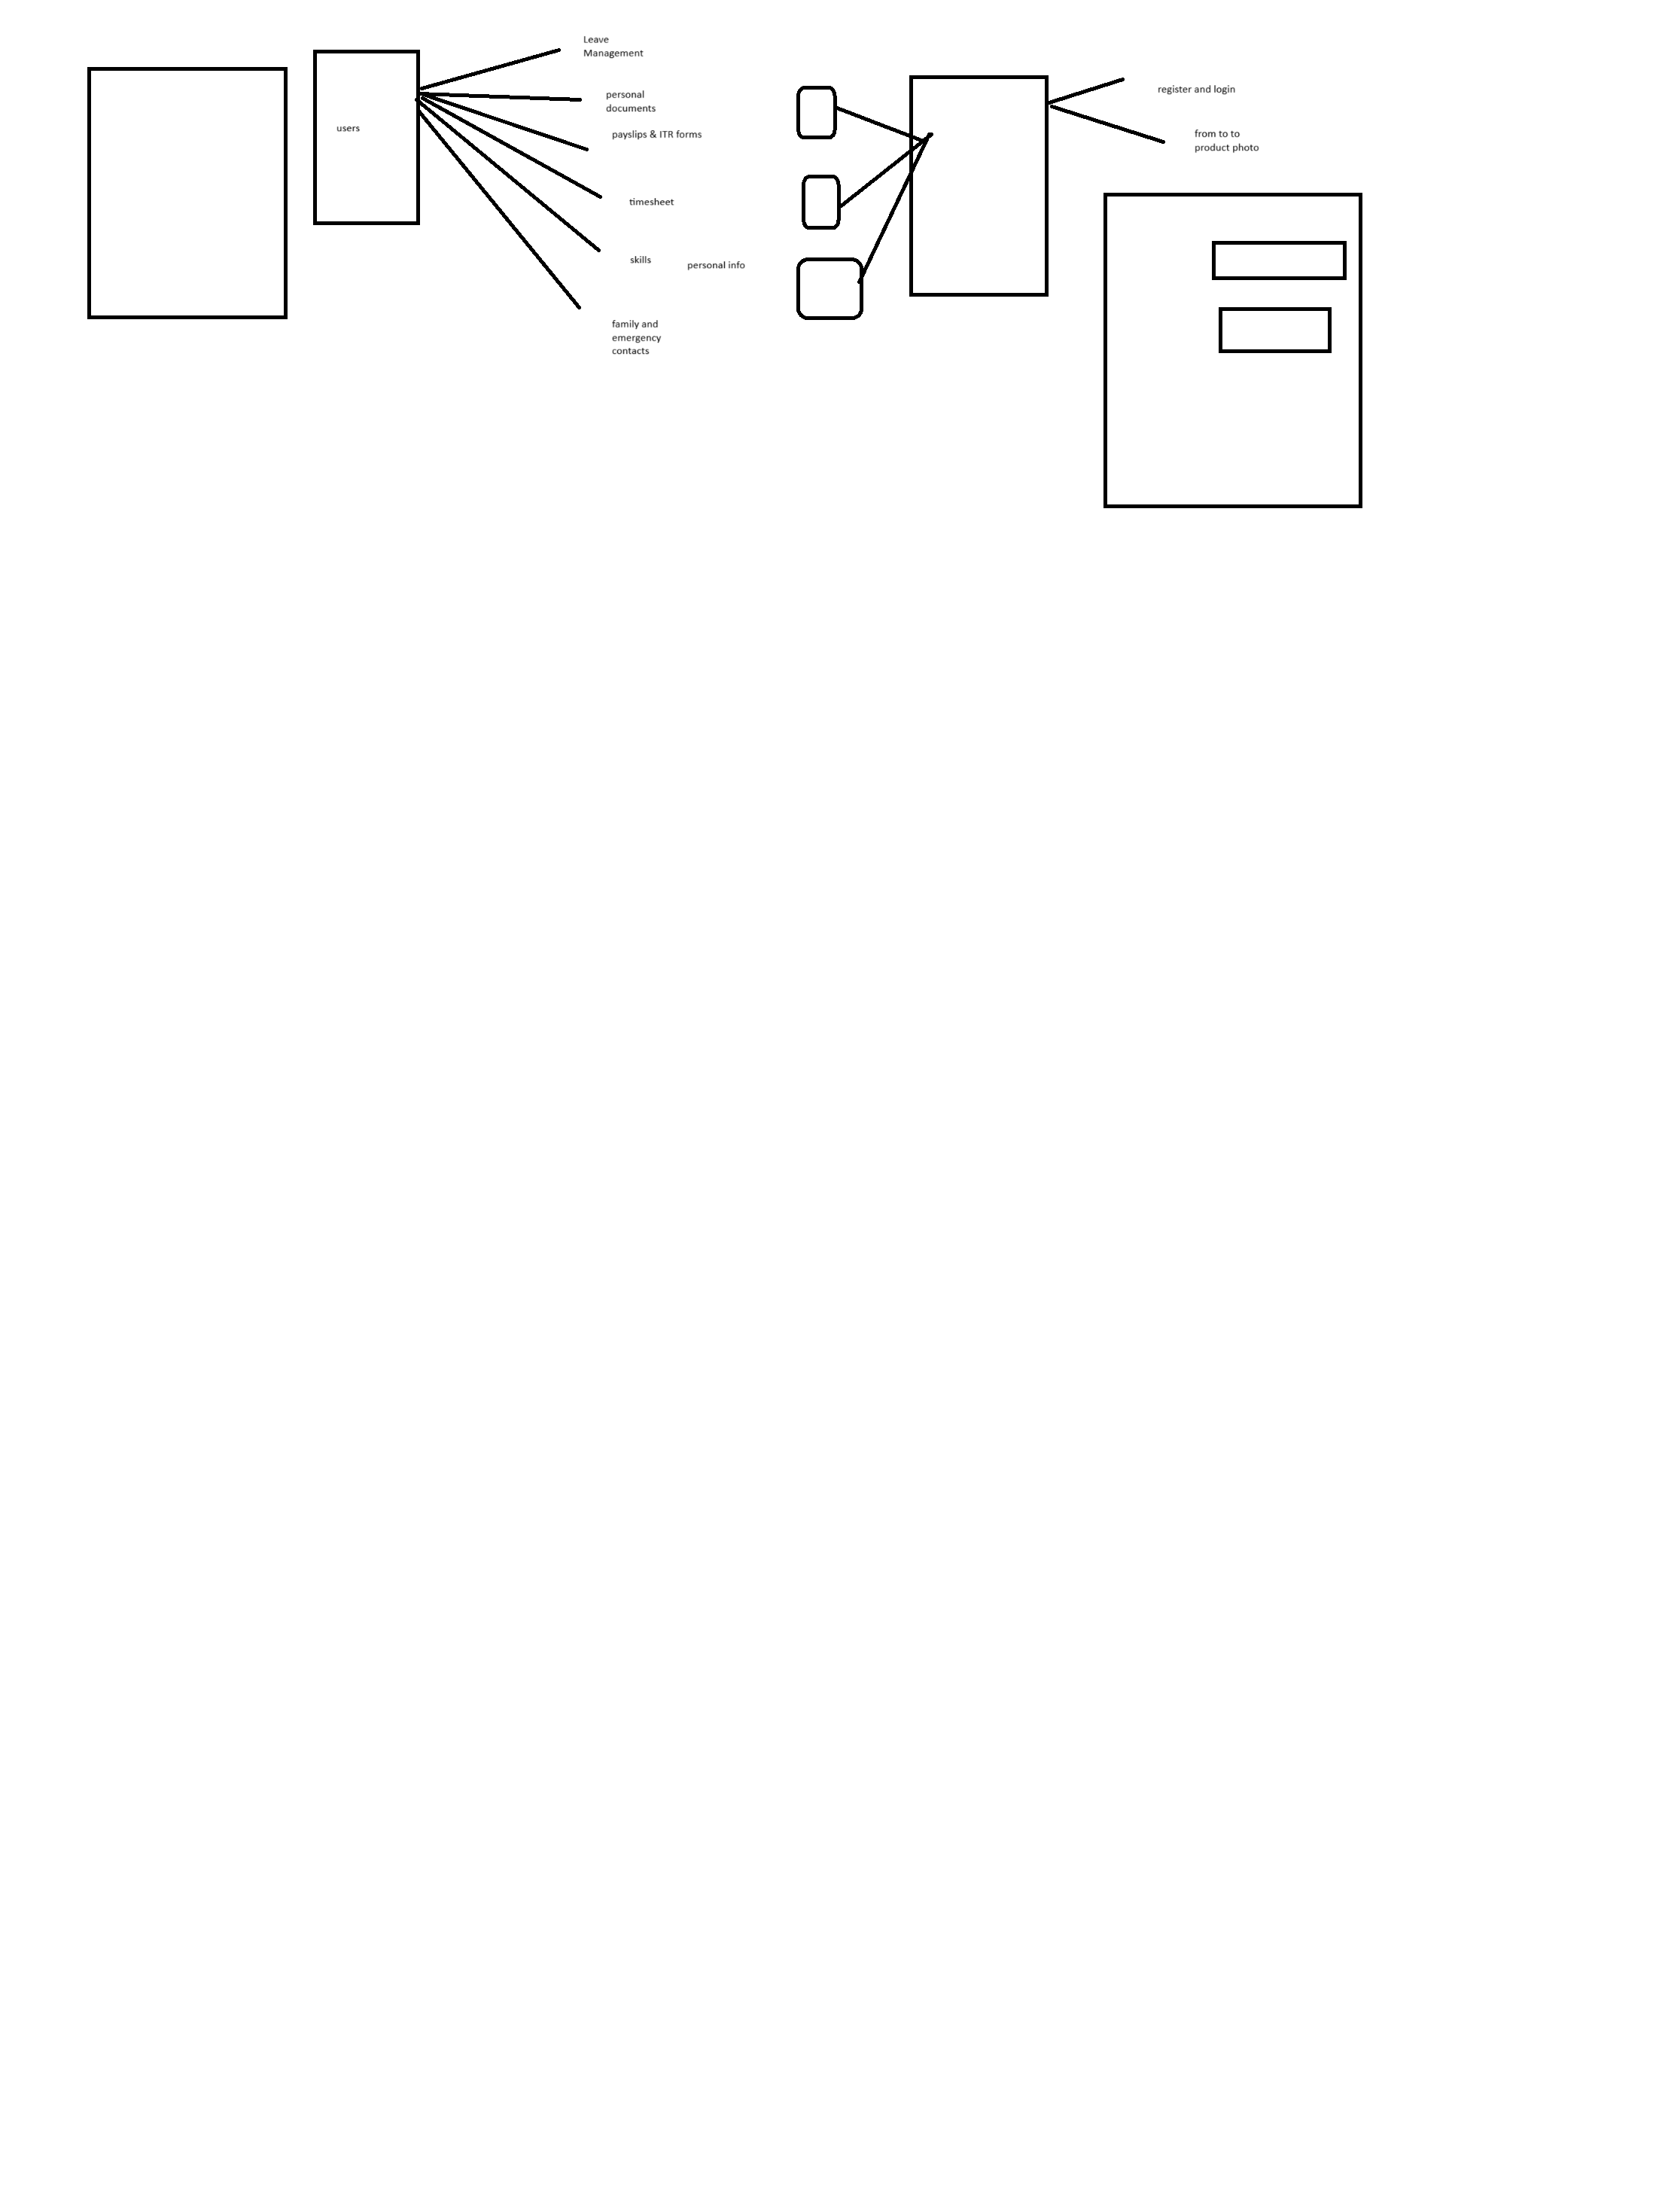 Leave
Management
personal
documents
users
payslips & ITR forms
timesheet
skills
personal info
family and
emergency
contacts
register and login
from to to
product photo